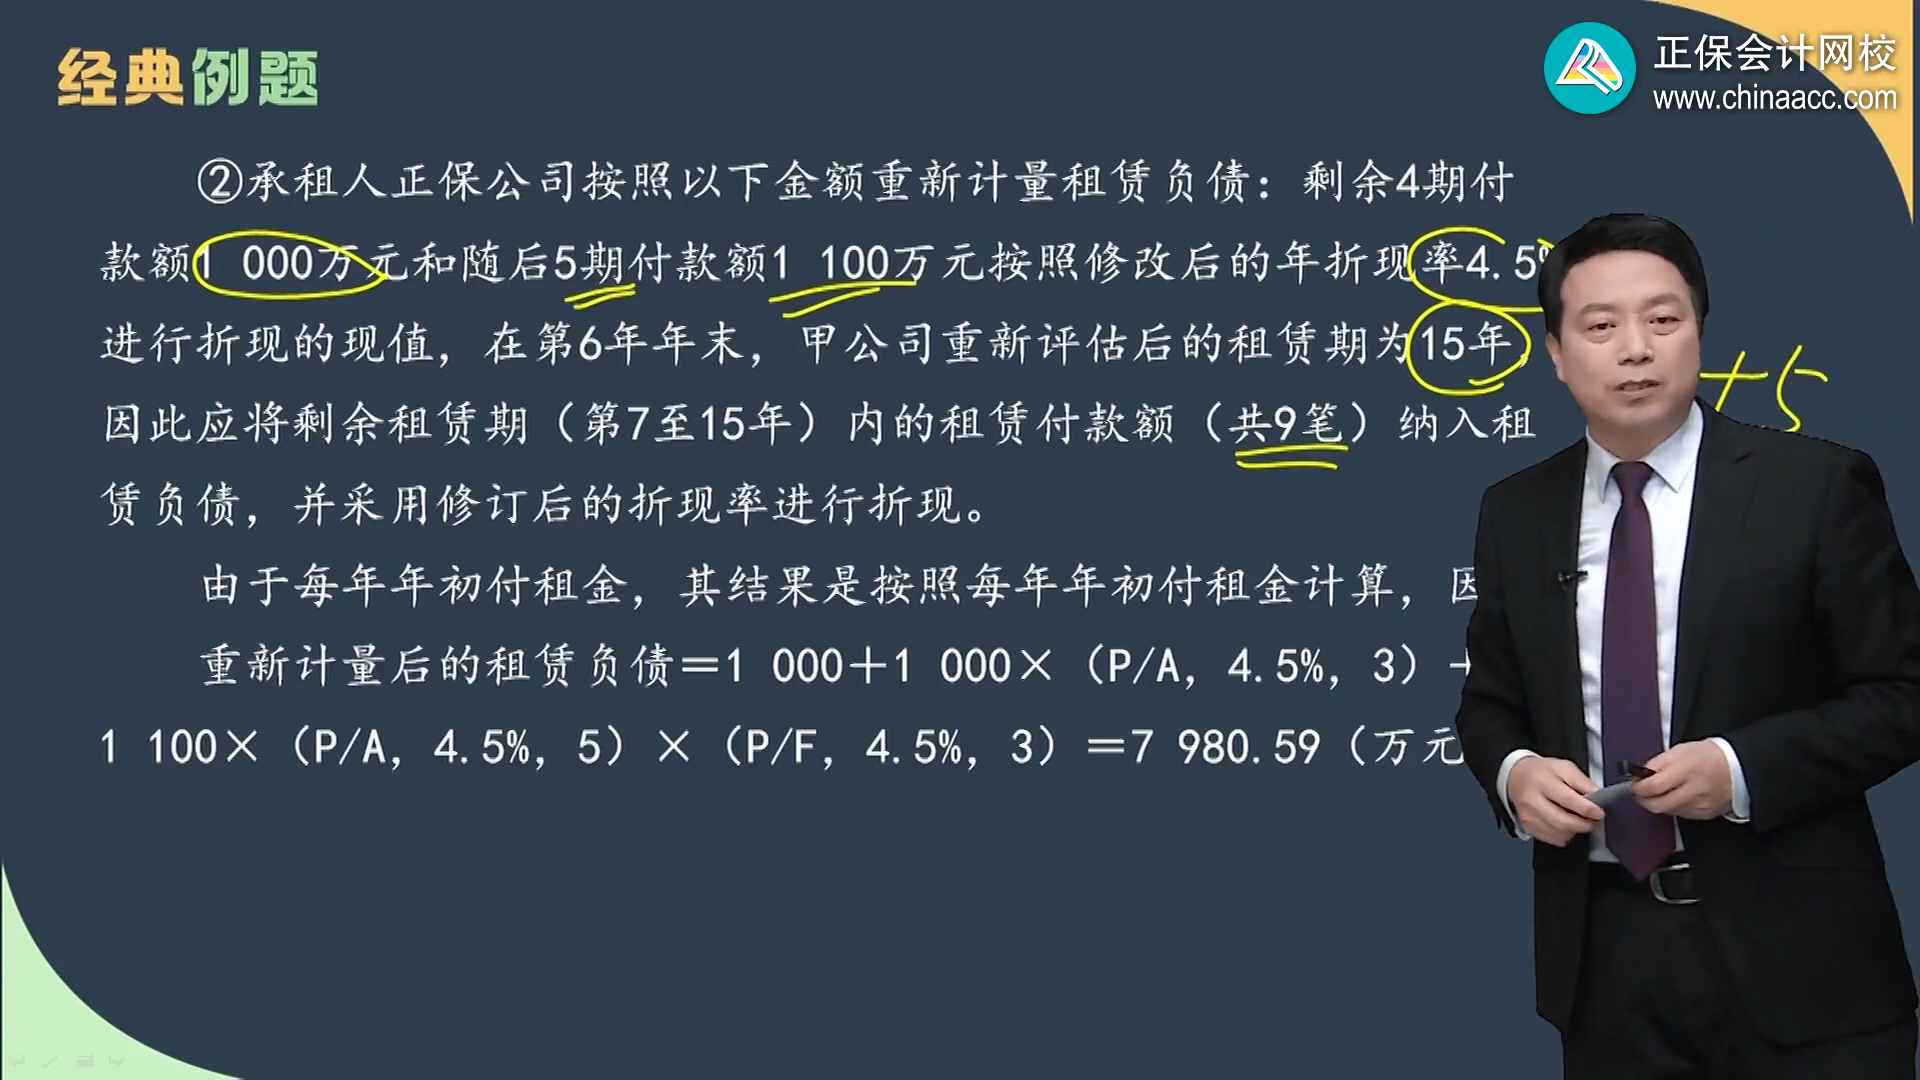 正保会计网校
www.chinaacc.com
经典例题
②承租人正保公司按照以下金额重新计量租赁负债：剩余4期付
款额1 000万元和随后5期付款额1 100万元按照修改后的年折现率4.5%
进行折现的现值，在第6年年末，甲公司重新评估后的租赁期为15年，
+5
因此应将剩余租赁期（第7至15年）内的租赁付款额（共9笔）纳入租
赁负债，并采用修订后的折现率进行折现。
由于每年年初付租金，其结果是按照每年年初付租金计算，因
重新计量后的租赁负债＝1 000＋1 000×（P/A，4.5%，3）＋
1 100×（P/A，4.5%，5）×（P/F，4.5%，3）＝7 980.59（万元